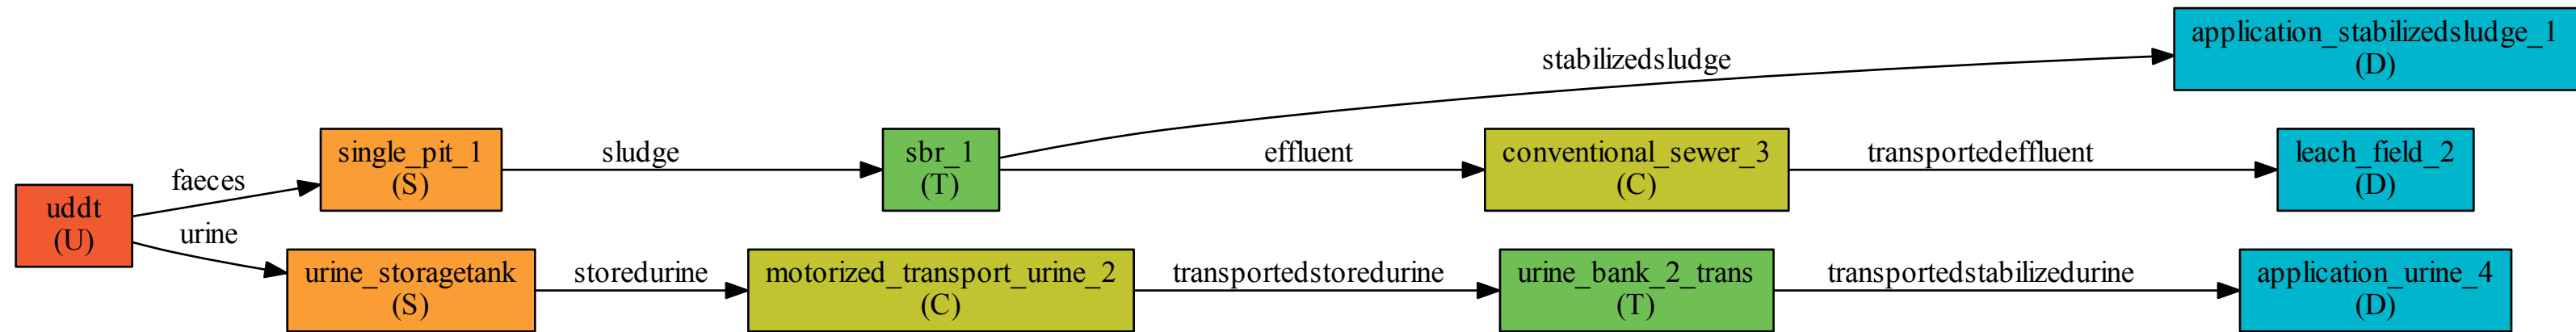 application_stabilizedsludge_1
(D)
stabilizedsludge
single_pit_1
(S)
sludge
sbr_1
(T)
effluent
conventional_sewer_3
(C)
transportedeffluent
leach_field_2
(D)
uddt
(U)
faeces
urine
urine_storagetank
(S)
storedurine
motorized_transport_urine_2
(C)
transportedstoredurine
urine_bank_2_trans
(T)
transportedstabilizedurine
application_urine_4
(D)